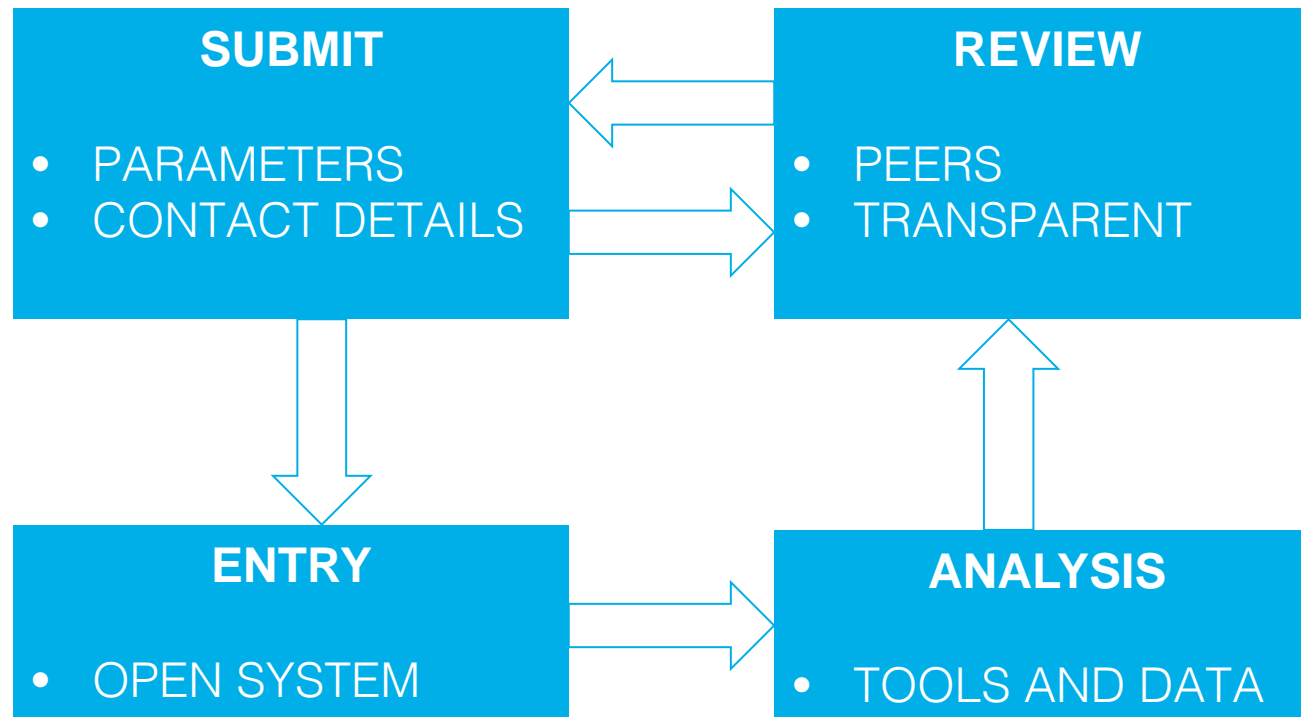 SUBMIT
• PARAMETERS
• CONTACT DETAILS
REVIEW
• PEERS
• TRANSPARENT
ENTRY
• OPEN SYSTEM
ANALYSIS
• TOOLS AND DATA